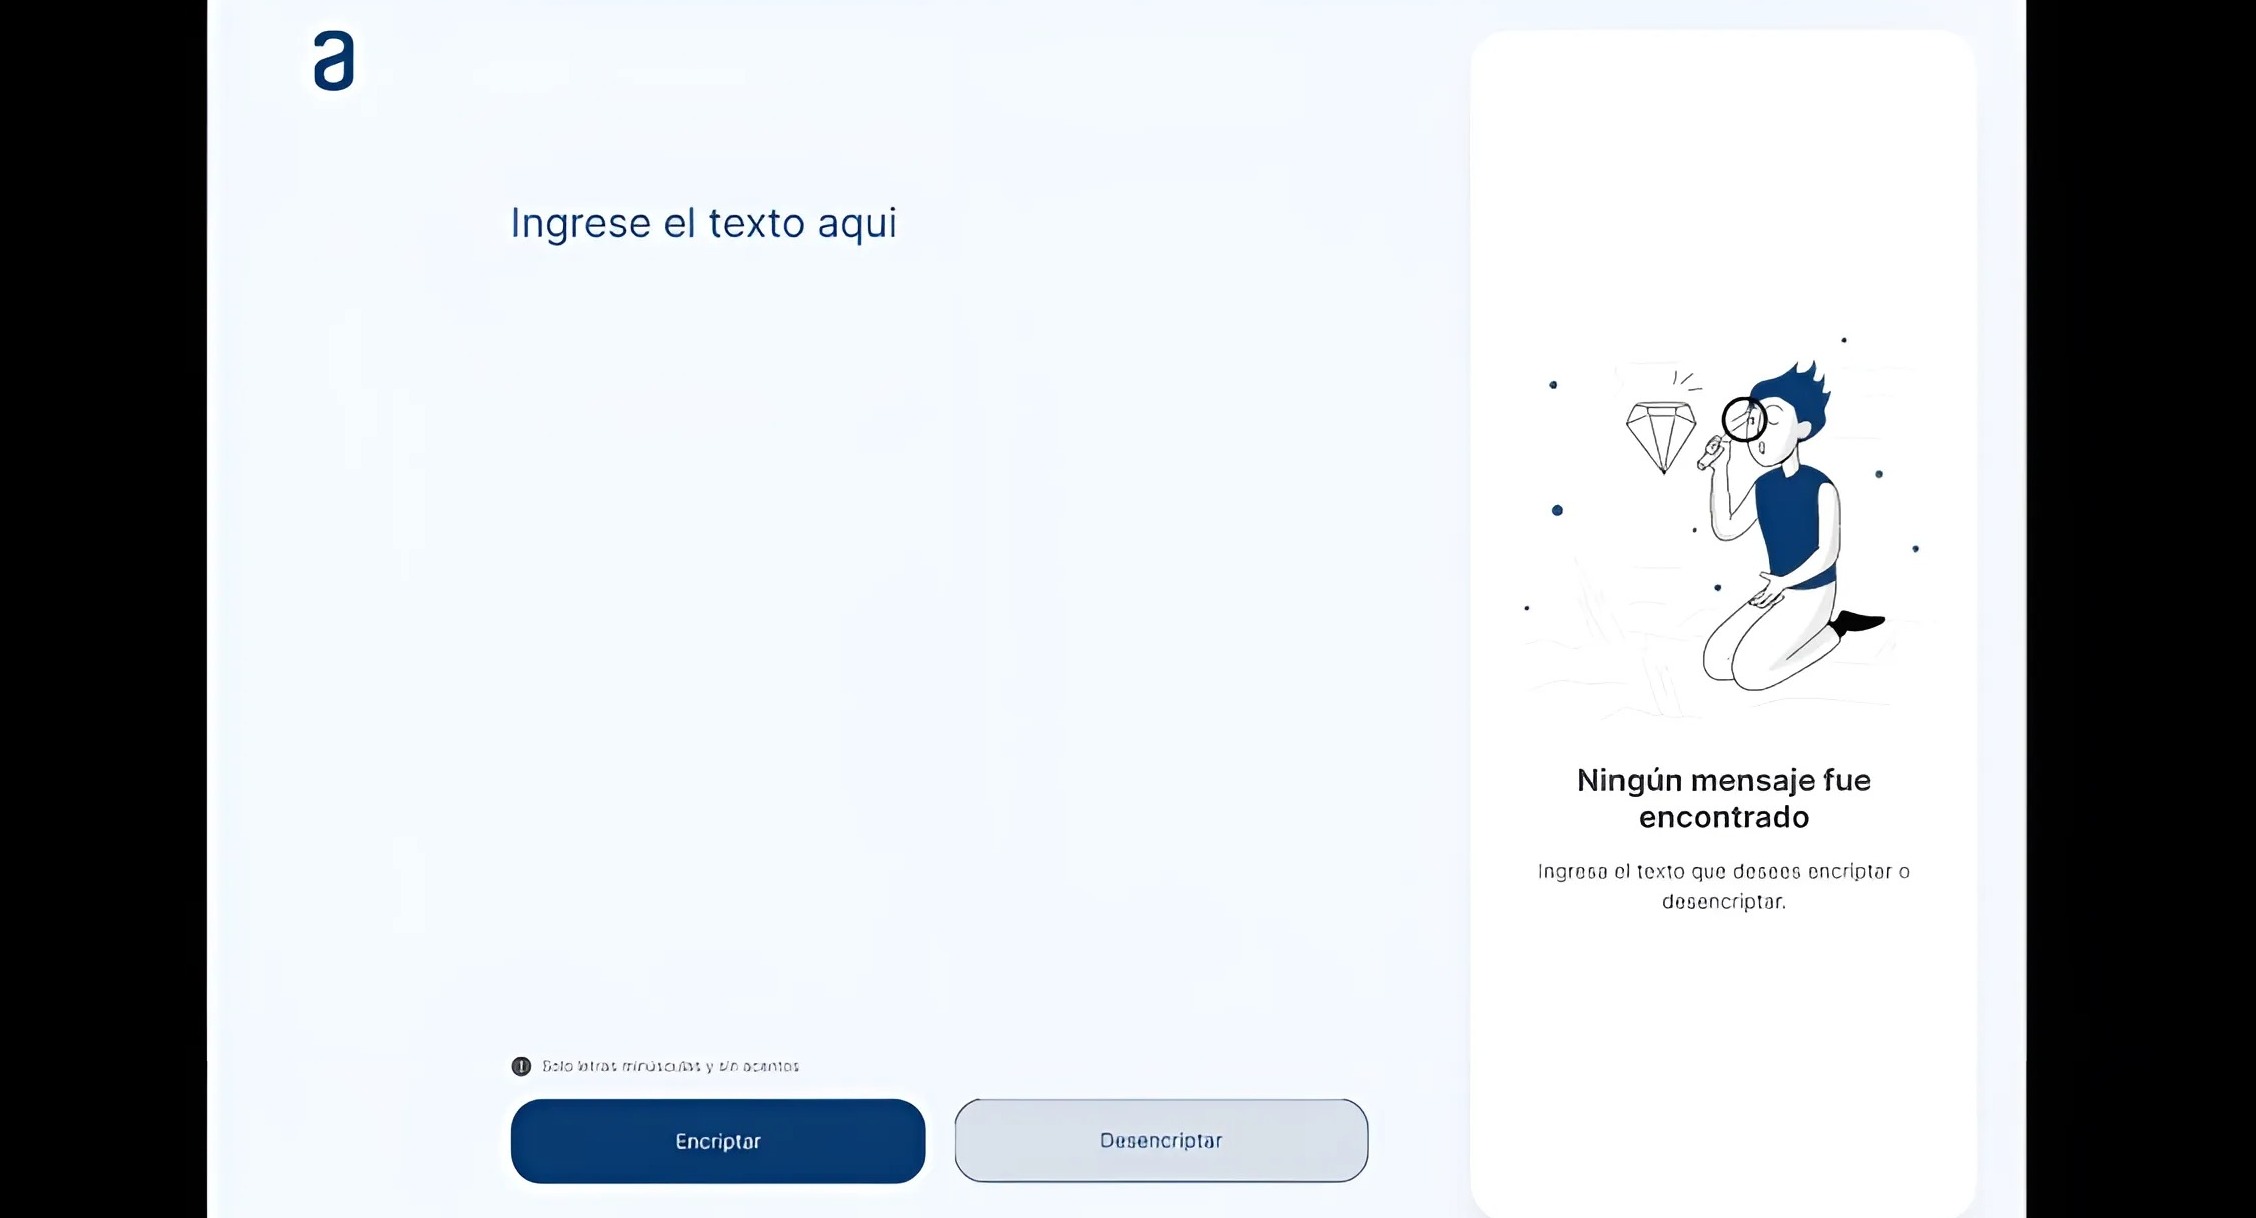 a
Ingrese el texto aqui
Ningún mensaje fue
encontrado
Ingresa el texto que desees encriptar o
desencriptar.
Solo letras minúsculas y sin acentos
Encriptar
Desencriptar